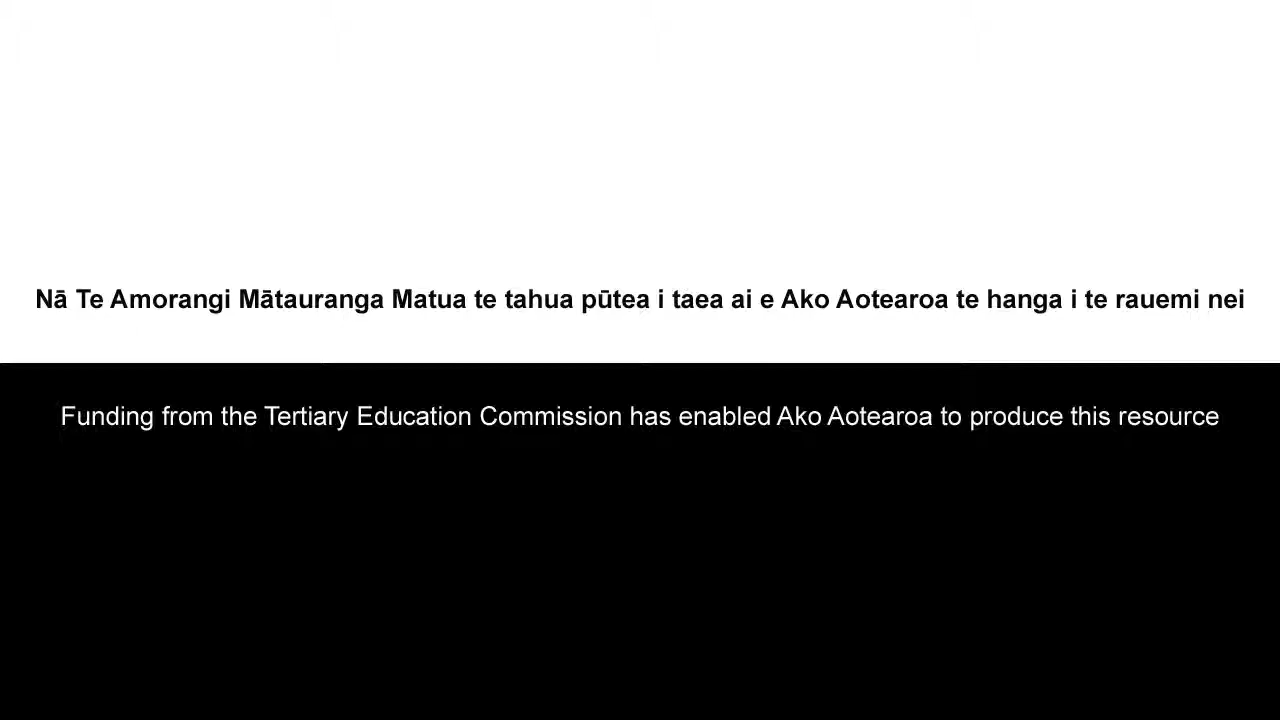 Nā Te Amorangi Mātauranga Matua te tahua pūtea i taea ai e Ako Aotearoa te hanga i te rauemi nei
Funding from the Tertiary Education Commission has enabled Ako Aotearoa to produce this resource